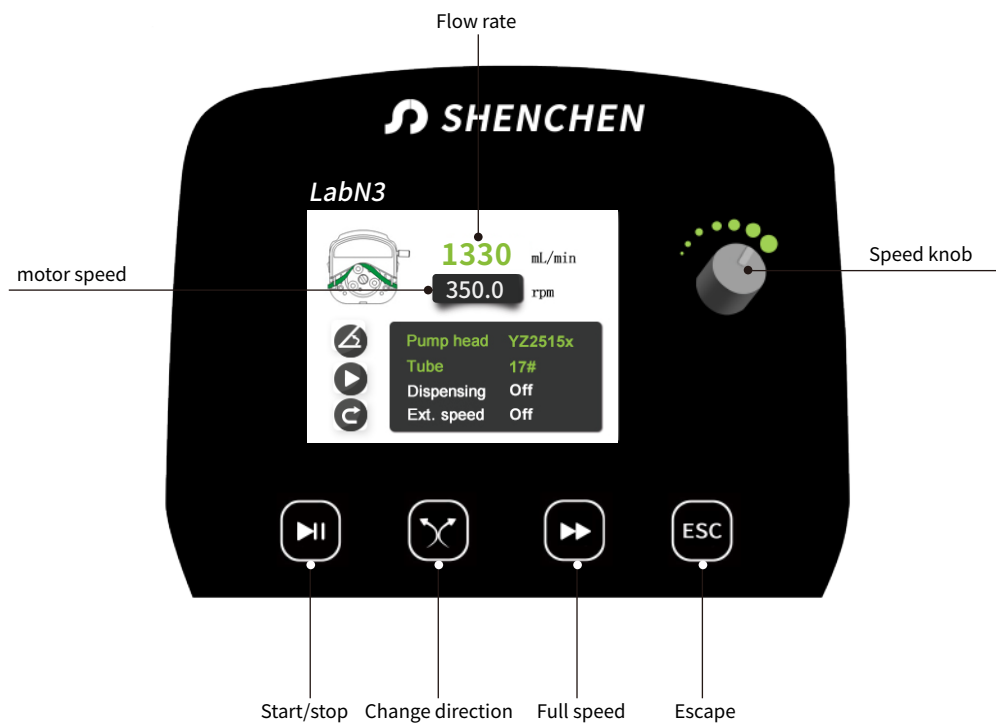 Flow rate
SHENCHEN
LabN3
1330 mL/min
motor speed
350.0 rpm
Speed knob
Pump head YZ2515x
Tube 17#
Dispensing Off
Ext. speed Off
ESC
Start/stop Change direction Full speed Escape